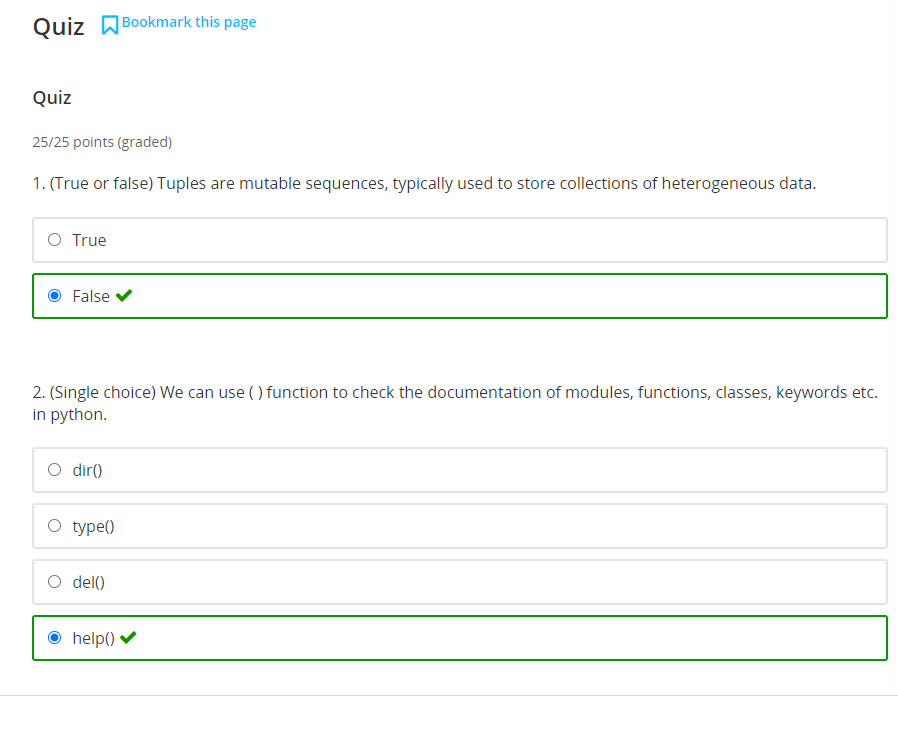 Quiz Bookmark this page
Quiz
25/25 points (graded)
1. (True or false) Tuples are mutable sequences, typically used to store collections of heterogeneous data.
True
False
2. (Single choice) We can use ( ) function to check the documentation of modules, functions, classes, keywords etc.
in python.
dir()
type()
del()
help()